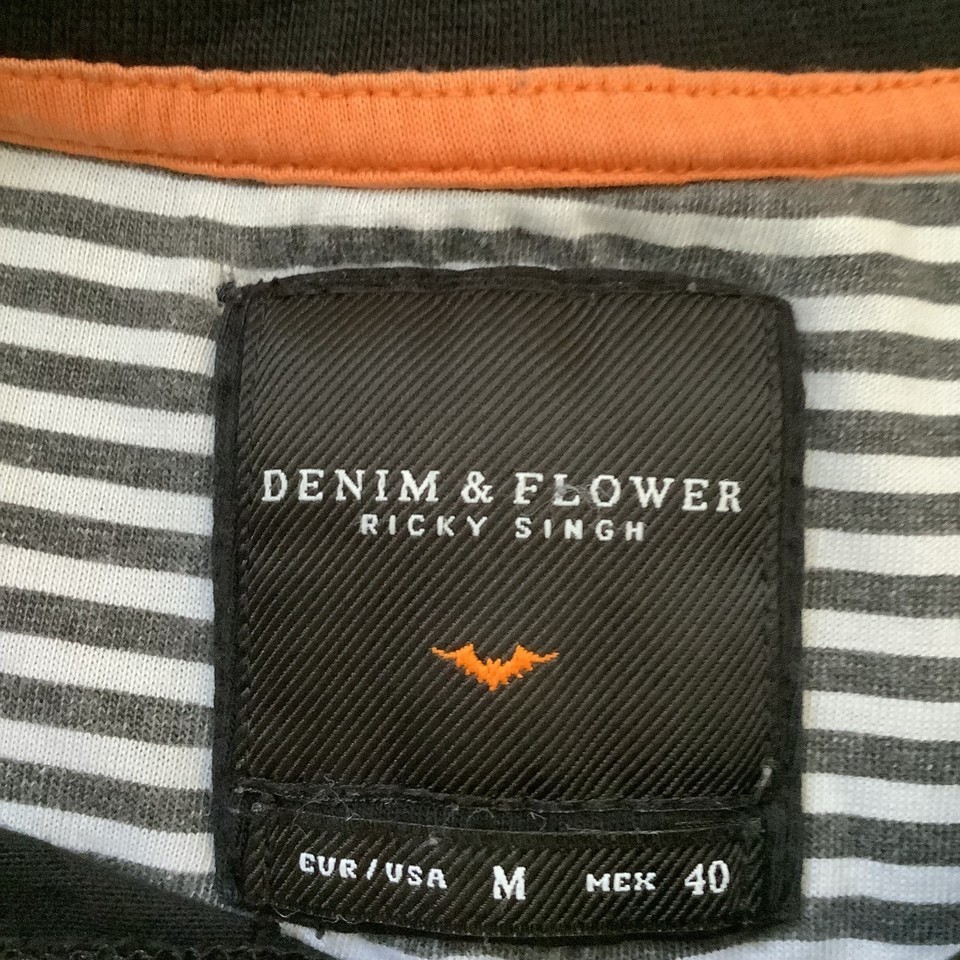 DENIM & FLOWER
RICKY SINGH
EUR/USA M MEX 40